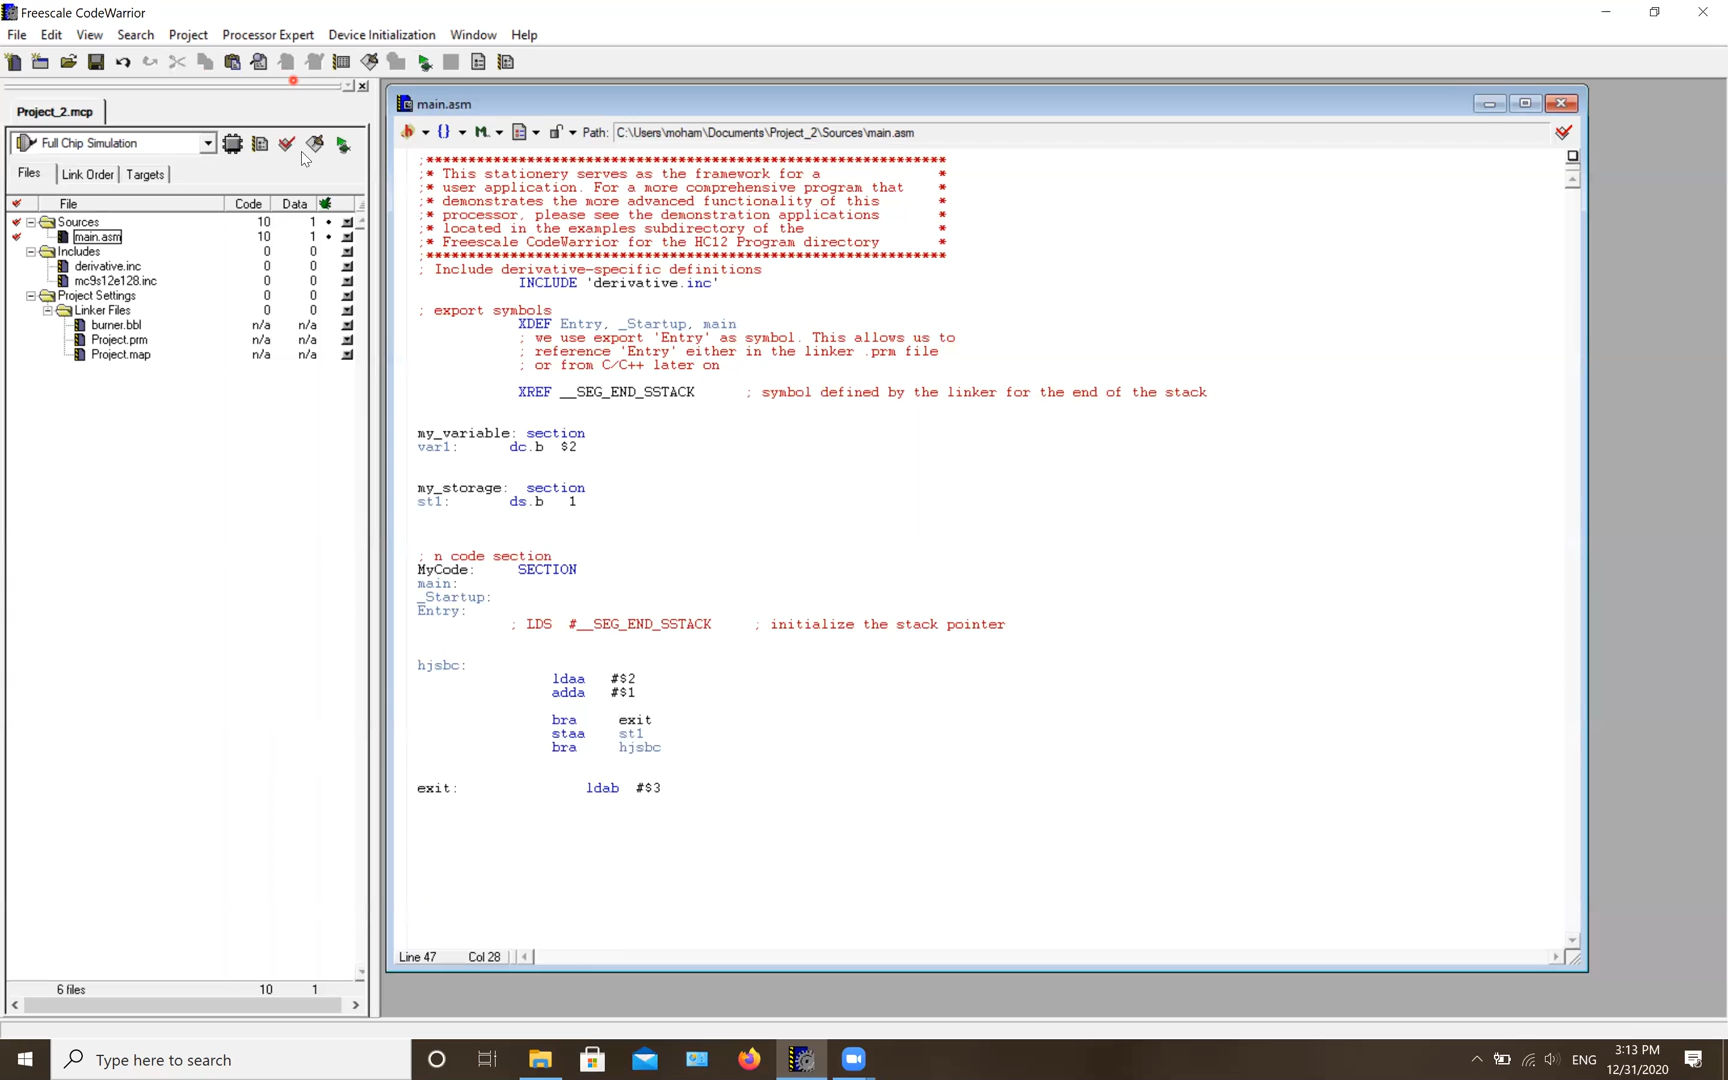 Freescale CodeWarrior
File Edit View Search Project Processor Expert Device Initialization Window Help
Project_2.mcp
Full Chip Simulation
Files Link Order Targets
File Code Data
Sources 10 1
main.asm 10 1
Includes 0 0
derivative.inc 0 0
mc9s12e128.inc 0 0
Project Settings 0 0
Linker Files 0 0
burner.bbl n/a n/a
Project.prm n/a n/a
Project.map n/a n/a
6 files 10 1
main.asm
Path: C:\Users\moham\Documents\Project_2\Sources\main.asm
;***************************************************************
;* This stationery serves as the framework for a *
;* user application. For a more comprehensive program that *
;* demonstrates the more advanced functionality of this *
;* processor, please see the demonstration applications *
;* located in the examples subdirectory of the *
;* Freescale CodeWarrior for the HC12 Program directory *
;***************************************************************
; Include derivative-specific definitions
INCLUDE 'derivative.inc'
; export symbols
XDEF Entry, _Startup, main
; we use export 'Entry' as symbol. This allows us to
; reference 'Entry' either in the linker .prm file
; or from C/C++ later on
XREF __SEG_END_SSTACK ; symbol defined by the linker for the end of the stack
my_variable: section
var1: dc.b $2
my_storage: section
st1: ds.b 1
; n code section
MyCode: SECTION
main:
_Startup:
Entry:
; LDS #__SEG_END_SSTACK ; initialize the stack pointer
hjsbc:
ldaa #$2
adda #$1
bra exit
staa st1
bra hjsbc
exit: ldab #$3
Line 47 Col 28
Type here to search
ENG
3:13 PM
12/31/2020